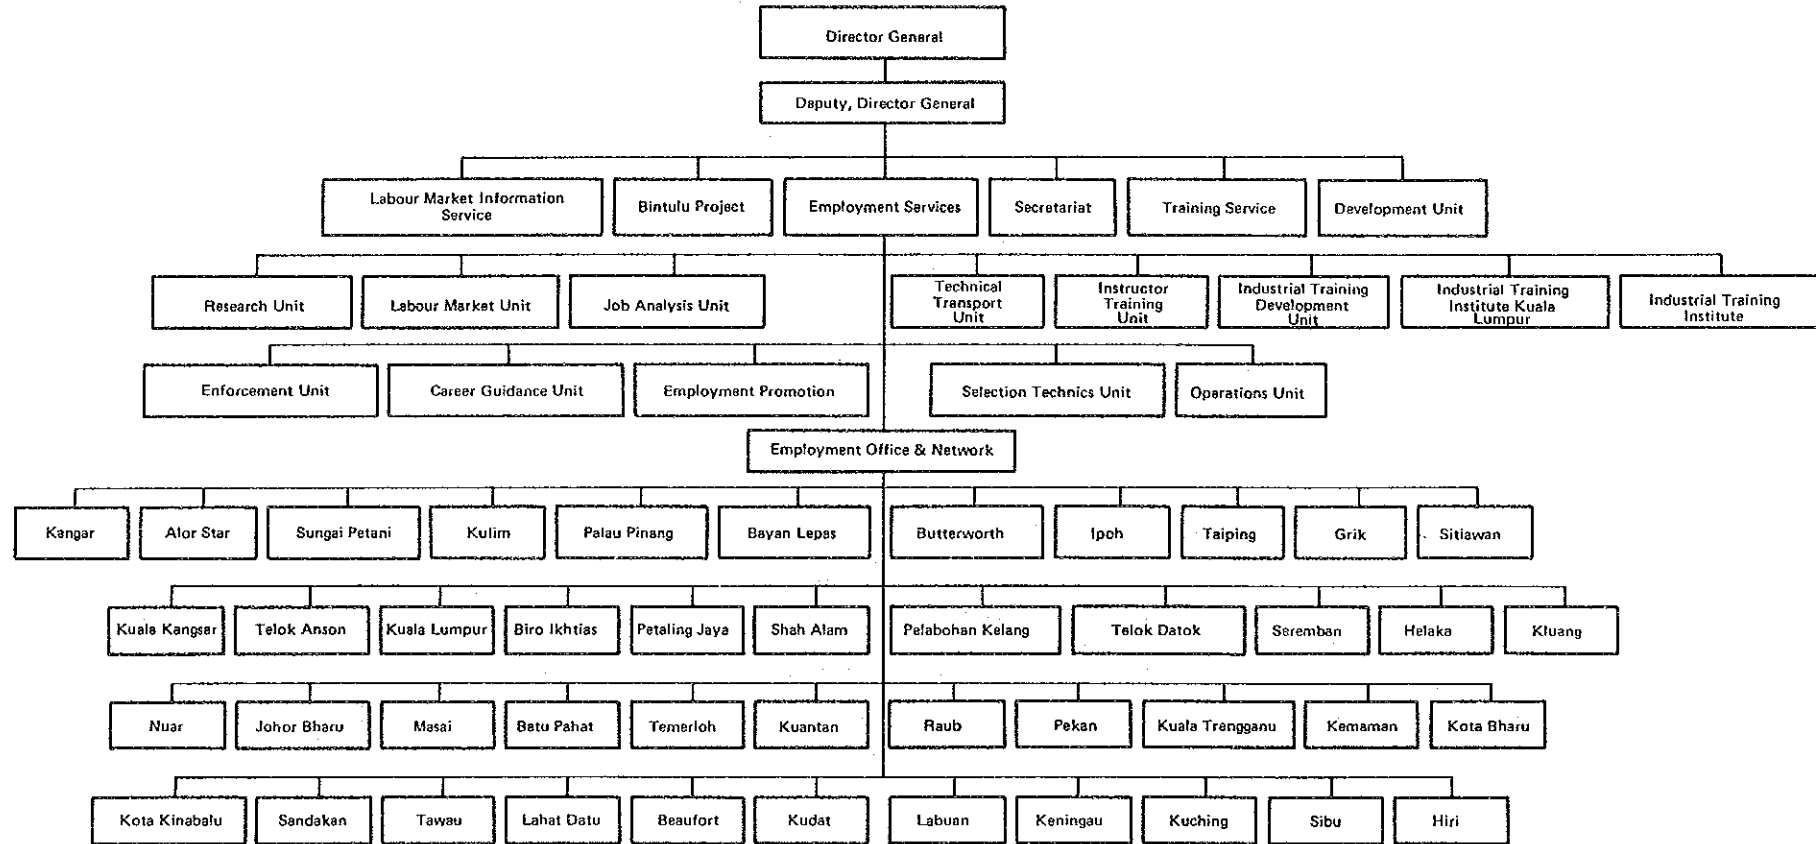 Director General
Deputy, Director General
Labour Market Information
Service
Bintulu Project
Employment Services
Secretariat
Training Service
Development Unit
Research Unit
Labour Market Unit
Job Analysis Unit
Technical
Transport
Unit
Instructor
Training
Unit
Industrial Training
Development
Unit
Industrial Training
Institute Kuala
Lumpur
Industrial Training
Institute
Enforcement Unit
Career Guidance Unit
Employment Promotion
Selection Technics Unit
Operations Unit
Employment Office & Network
Kangar
Alor Star
Sungai Petani
Kulim
Palau Pinang
Bayan Lepas
Butterworth
Ipoh
Taiping
Grik
Sitiawan
Kuala Kangsar
Telok Anson
Kuala Lumpur
Biro Ikhtias
Petaling Jaya
Shah Alam
Pelabohan Kelang
Telok Datok
Seremban
Helaka
Kluang
Nuar
Johor Bharu
Masai
Batu Pahat
Temerloh
Kuantan
Raub
Pekan
Kuala Trengganu
Kemaman
Kota Bharu
Kota Kinabalu
Sandakan
Tawau
Lahat Datu
Beaufort
Kudat
Labuan
Keningau
Kuching
Sibu
Hiri